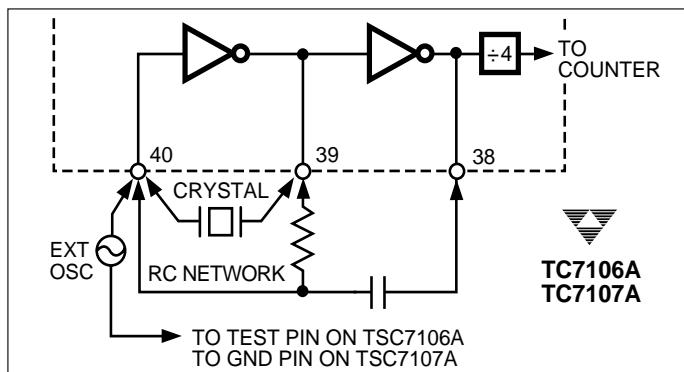 ÷4
TO
COUNTER
40
39
38
CRYSTAL
EXT
OSC
RC NETWORK
TC7106A
TC7107A
TO TEST PIN ON TSC7106A
TO GND PIN ON TSC7107A